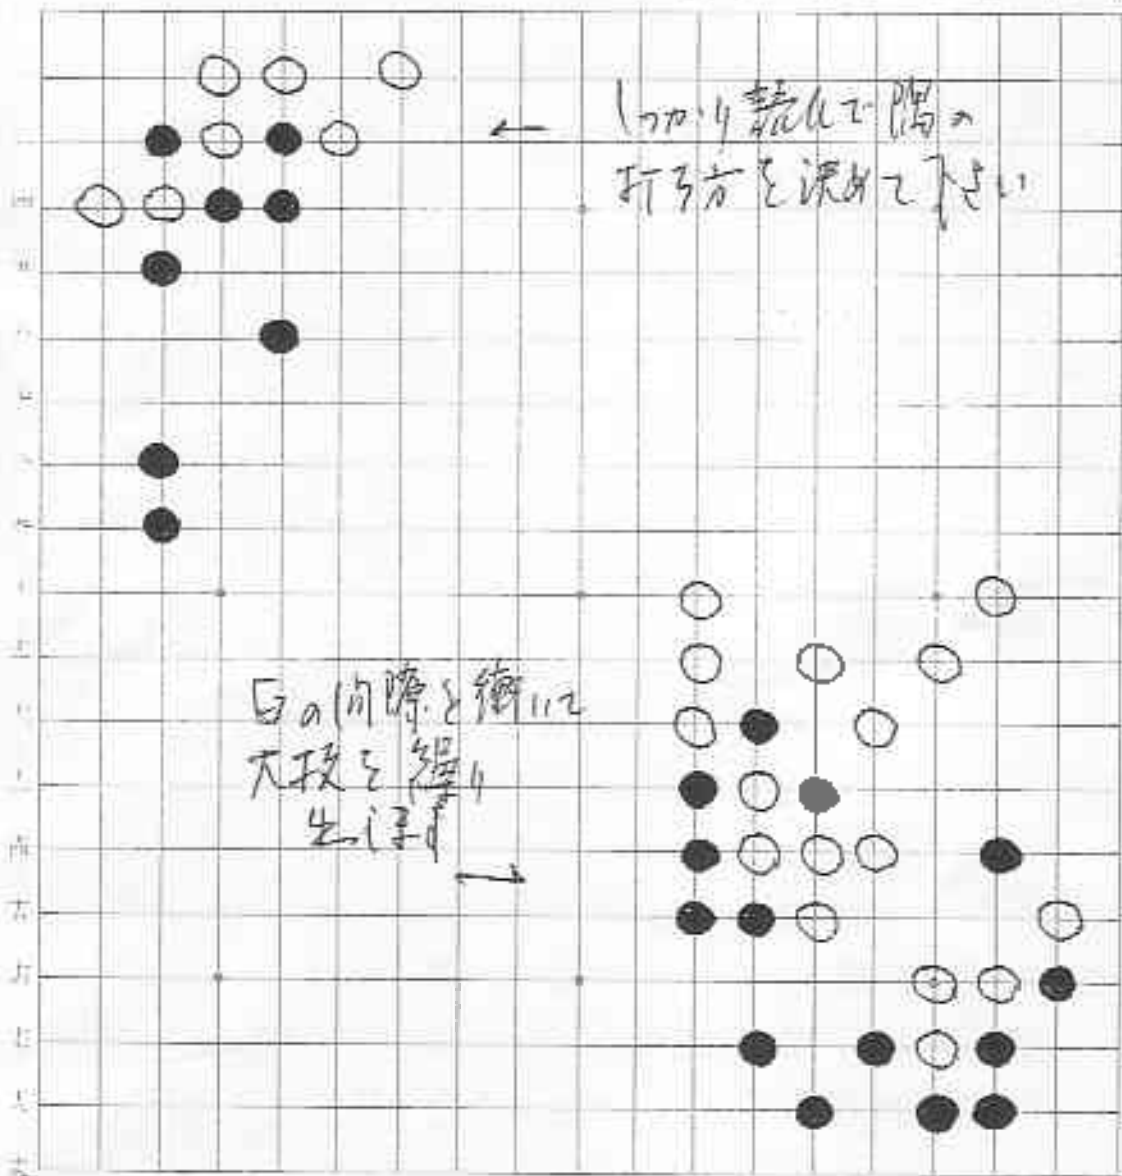 ← しっかり読んで隅の
打ち方を決めて下さい
白の間隙を衝いて
大技を繰り
出します
→